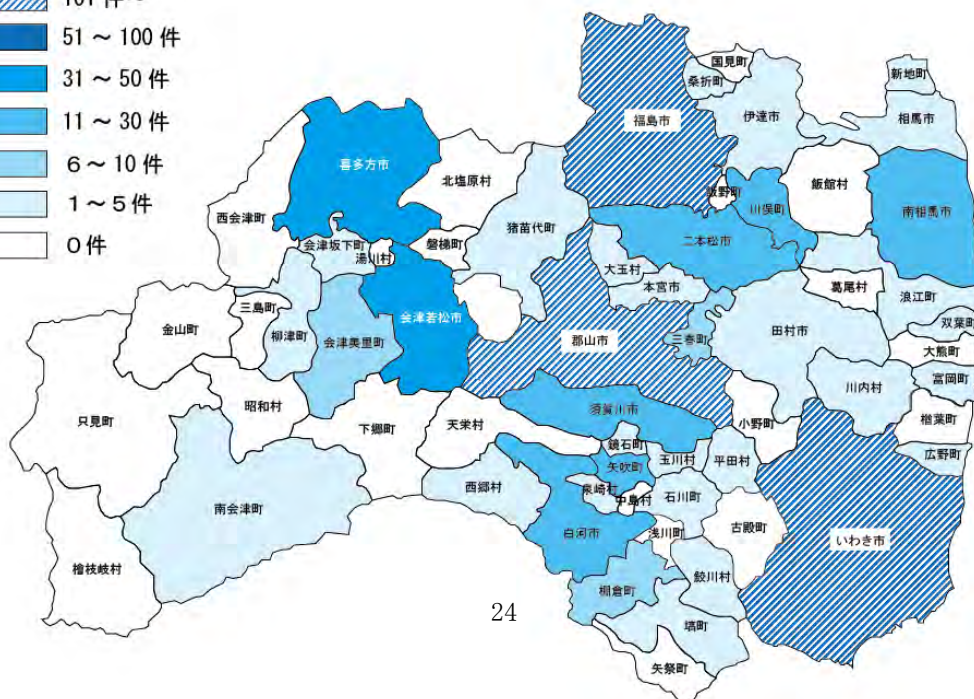 101 件～
51 ～ 100 件
31 ～ 50 件
11 ～ 30 件
6 ～ 10 件
1 ～ 5 件
0 件
国見町
桑折町
新地町
福島市
伊達市
相馬市
喜多方市
北塩原村
飯野町
川俣町
飯館村
南相馬市
西会津町
猪苗代町
会津坂下町
湯川村
磐梯町
二本松市
大玉村
本宮市
葛尾村
浪江町
三島町
金山町
柳津町
会津若松市
会津美里町
郡山市
三春町
田村市
双葉町
大熊町
川内村
富岡町
只見町
昭和村
下郷町
天栄村
須賀川市
小野町
楢葉町
鏡石町
矢吹町
玉川村
平田村
広野町
南会津町
西郷村
泉崎村
中島村
石川町
白河市
浅川町
古殿町
いわき市
檜枝岐村
棚倉町
鮫川村
塙町
矢祭町
24